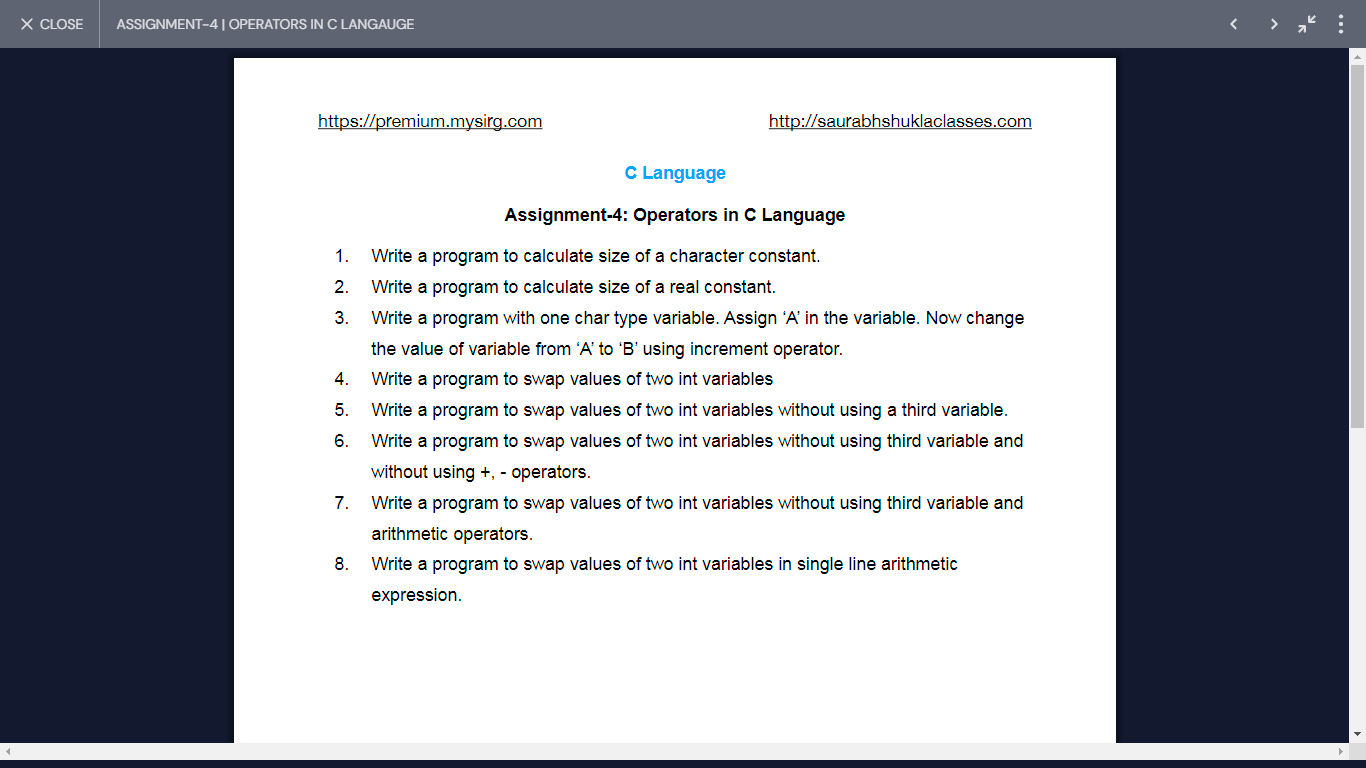 CLOSE
ASSIGNMENT-4 | OPERATORS IN C LANGAUGE
https://premium.mysirg.com
http://saurabhshuklaclasses.com
C Language
Assignment-4: Operators in C Language
1. Write a program to calculate size of a character constant.
2. Write a program to calculate size of a real constant.
3. Write a program with one char type variable. Assign ‘A’ in the variable. Now change
the value of variable from ‘A’ to ‘B’ using increment operator.
4. Write a program to swap values of two int variables
5. Write a program to swap values of two int variables without using a third variable.
6. Write a program to swap values of two int variables without using third variable and
without using +, - operators.
7. Write a program to swap values of two int variables without using third variable and
arithmetic operators.
8. Write a program to swap values of two int variables in single line arithmetic
expression.